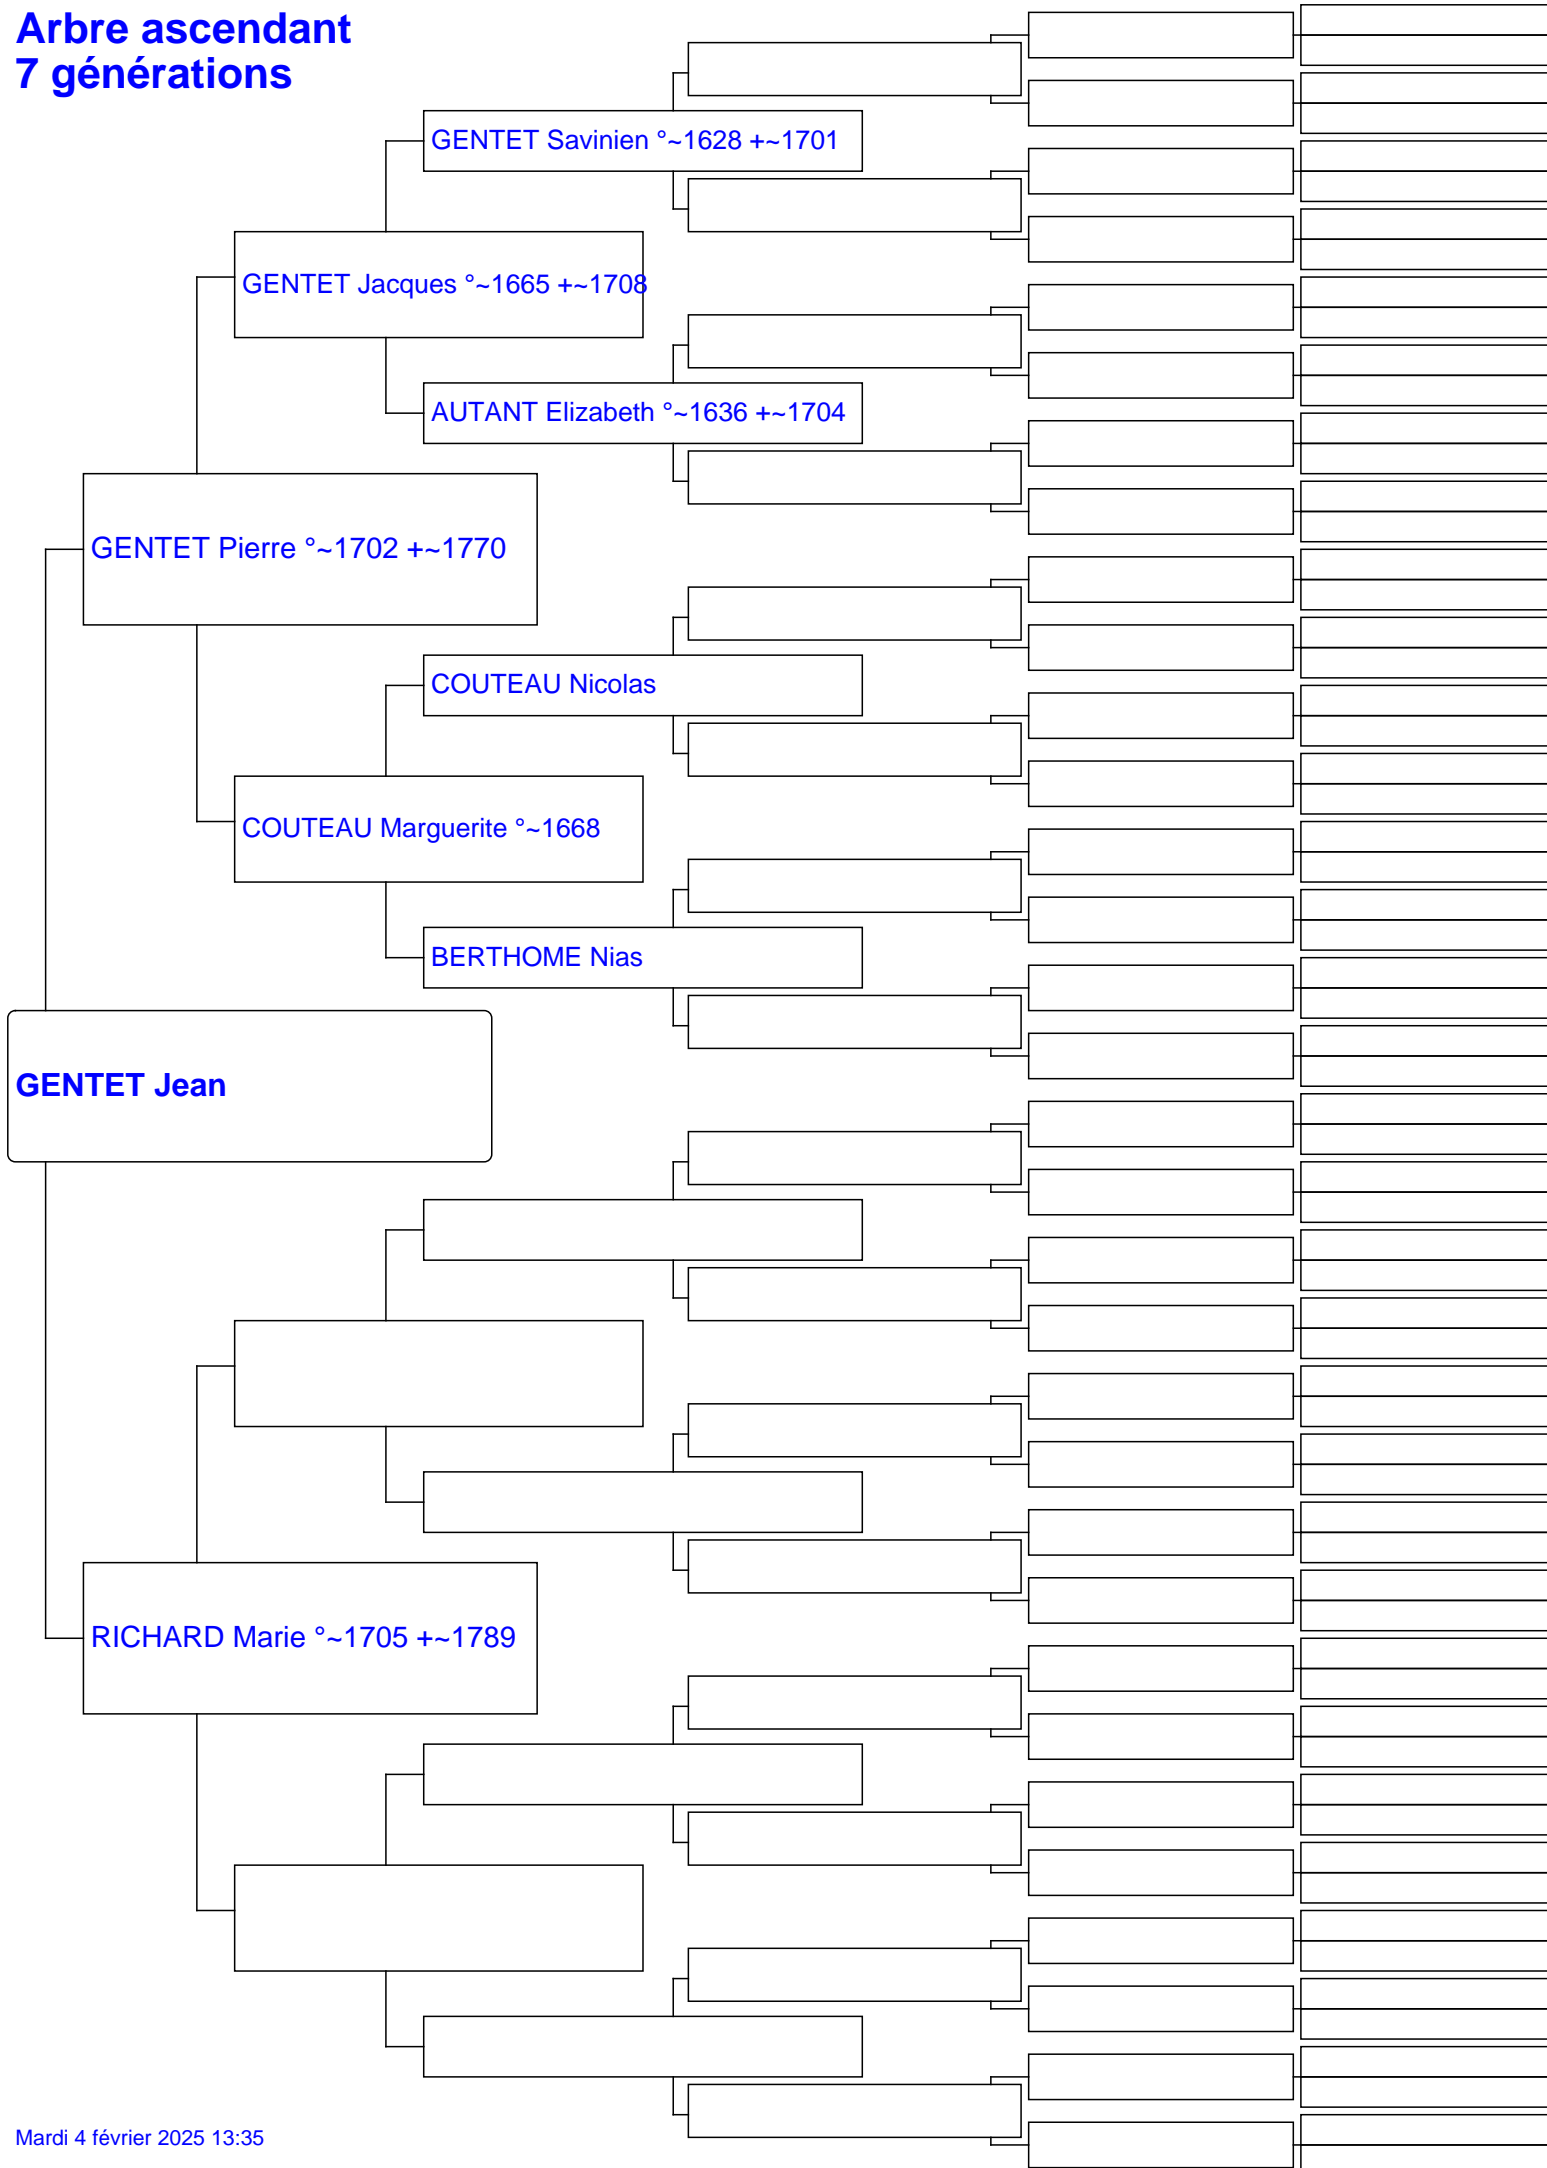 Arbre ascendant
7 générations
GENTET Savinien °~1628 +~1701
GENTET Jacques °~1665 +~1708
AUTANT Elizabeth °~1636 +~1704
GENTET Pierre °~1702 +~1770
COUTEAU Nicolas
COUTEAU Marguerite °~1668
BERTHOME Nias
GENTET Jean
RICHARD Marie °~1705 +~1789
Mardi 4 février 2025 13:35